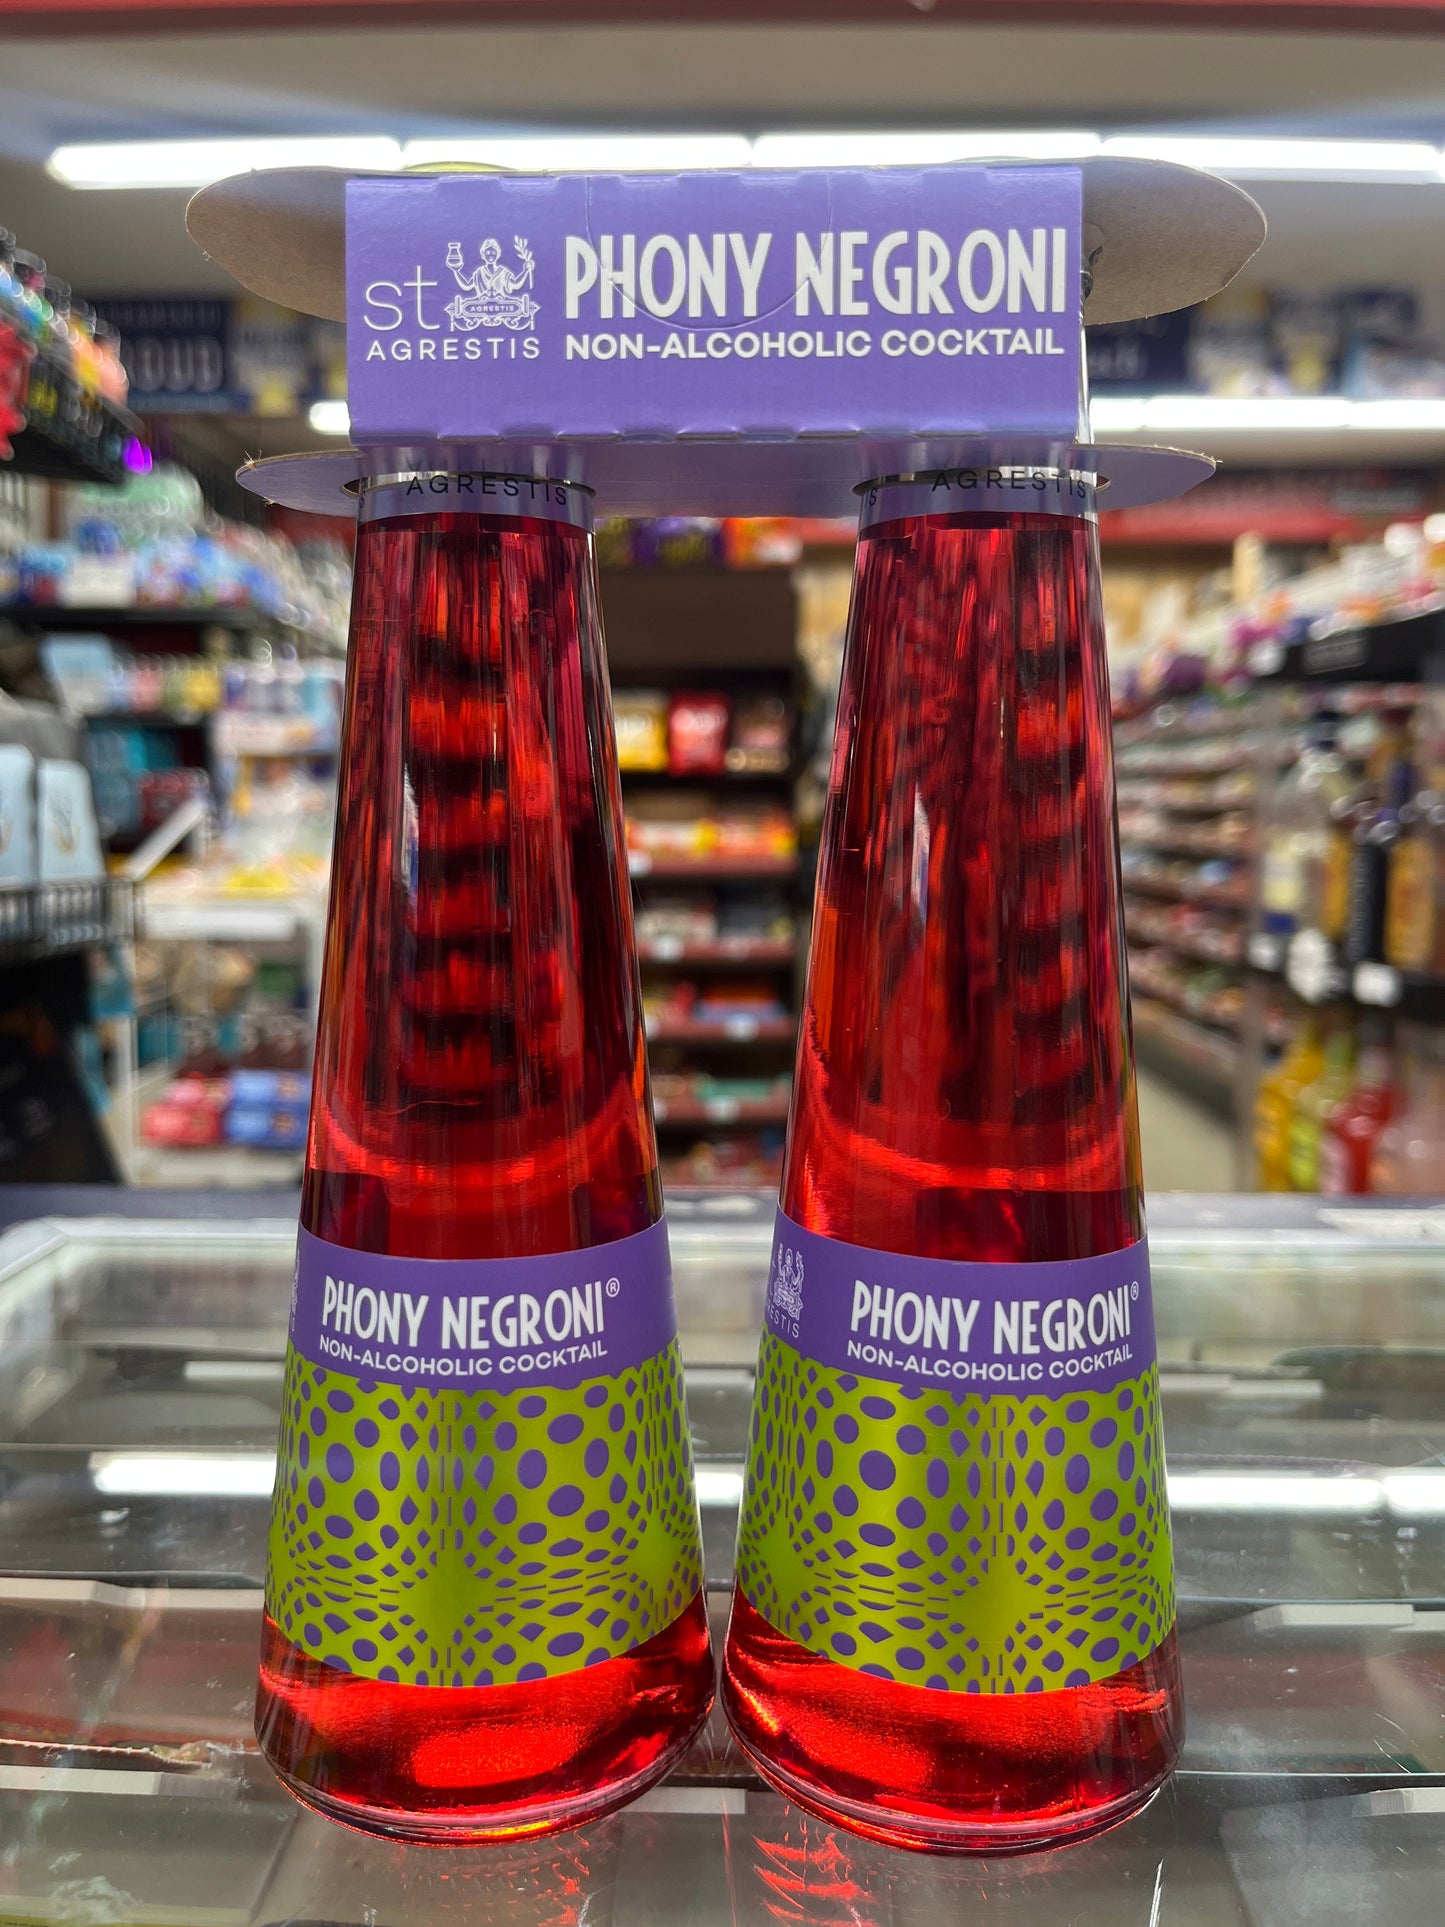 st
AGRESTIS
AGRESTIS
PHONY NEGRONI
NON-ALCOHOLIC COCKTAIL
AGRESTIS
AGRESTIS
PHONY NEGRONI®
NON-ALCOHOLIC COCKTAIL
PHONY NEGRONI®
NON-ALCOHOLIC COCKTAIL